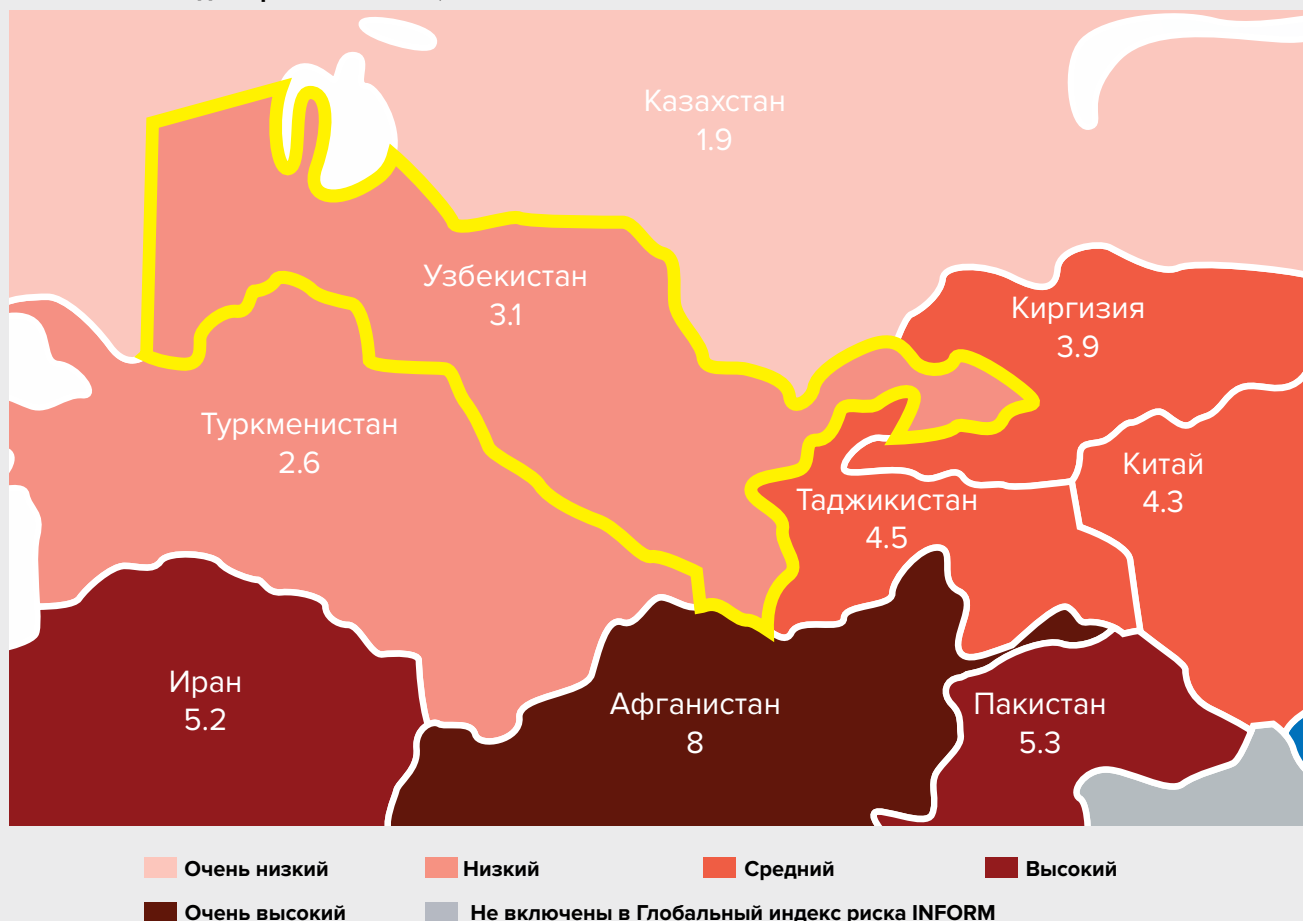 Казахстан
1.9
Узбекистан
3.1
Киргизия
3.9
Туркменистан
2.6
Китай
4.3
Таджикистан
4.5
Иран
5.2
Афганистан
8
Пакистан
5.3
Очень низкий
Низкий
Средний
Высокий
Очень высокий
Не включены в Глобальный индекс риска INFORM